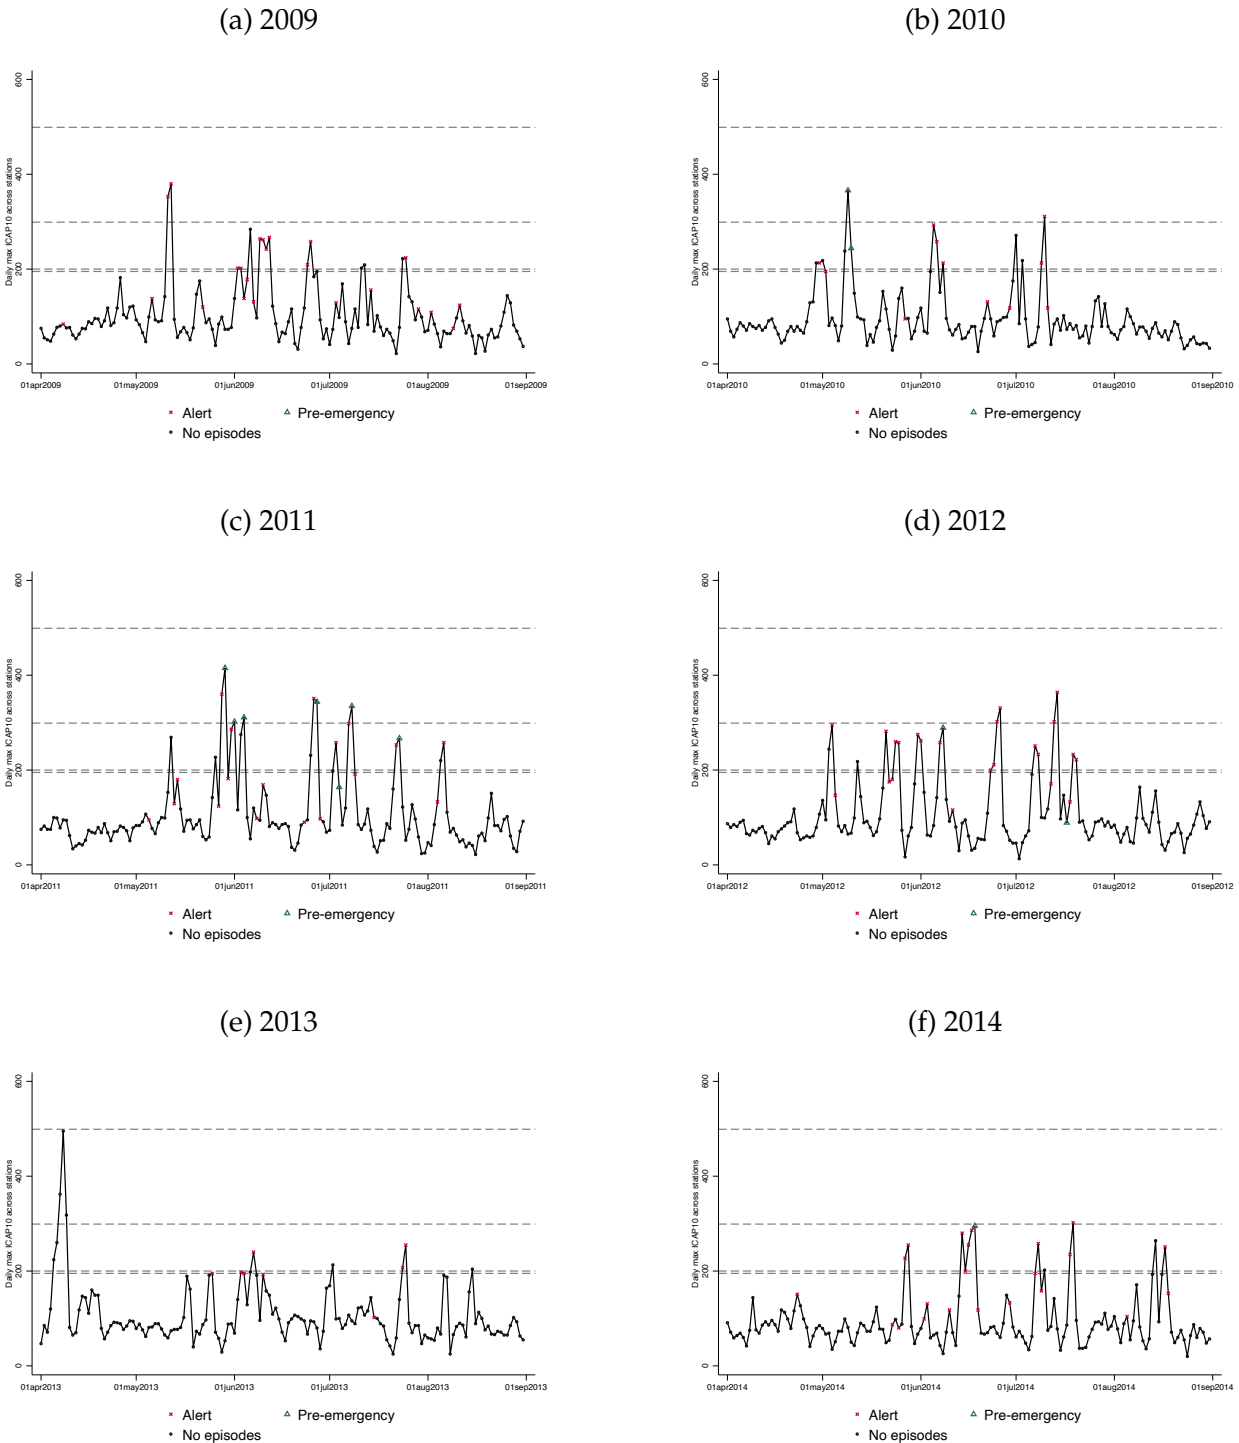 (a) 2009
Daily max ICAP10 across stations
600
400
200
0
01apr2009 01may2009 01jun2009 01jul2009 01aug2009 01sep2009
Alert Pre-emergency
No episodes
(b) 2010
Daily max ICAP10 across stations
600
400
200
0
01apr2010 01may2010 01jun2010 01jul2010 01aug2010 01sep2010
Alert Pre-emergency
No episodes
(c) 2011
Daily max ICAP10 across stations
600
400
200
0
01apr2011 01may2011 01jun2011 01jul2011 01aug2011 01sep2011
Alert Pre-emergency
No episodes
(d) 2012
Daily max ICAP10 across stations
600
400
200
0
01apr2012 01may2012 01jun2012 01jul2012 01aug2012 01sep2012
Alert Pre-emergency
No episodes
(e) 2013
Daily max ICAP10 across stations
600
400
200
0
01apr2013 01may2013 01jun2013 01jul2013 01aug2013 01sep2013
Alert Pre-emergency
No episodes
(f) 2014
Daily max ICAP10 across stations
600
400
200
0
01apr2014 01may2014 01jun2014 01jul2014 01aug2014 01sep2014
Alert Pre-emergency
No episodes